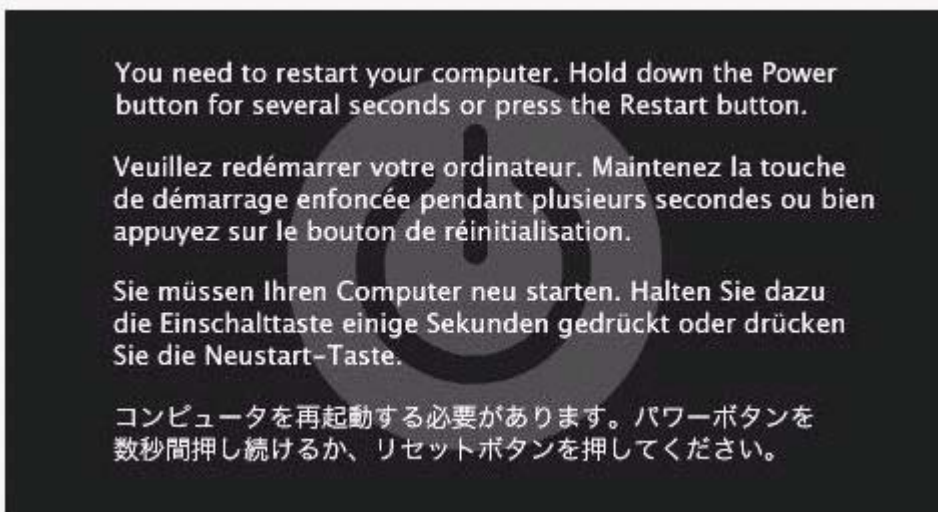 You need to restart your computer. Hold down the Power
button for several seconds or press the Restart button.
Veuillez redémarrer votre ordinateur. Maintenez la touche
de démarrage enfoncée pendant plusieurs secondes ou bien
appuyez sur le bouton de réinitialisation.
Sie müssen Ihren Computer neu starten. Halten Sie dazu
die Einschalttaste einige Sekunden gedrückt oder drücken
Sie die Neustart-Taste.
コンピュータを再起動する必要があります。パワーボタンを
数秒間押し続けるか、リセットボタンを押してください。